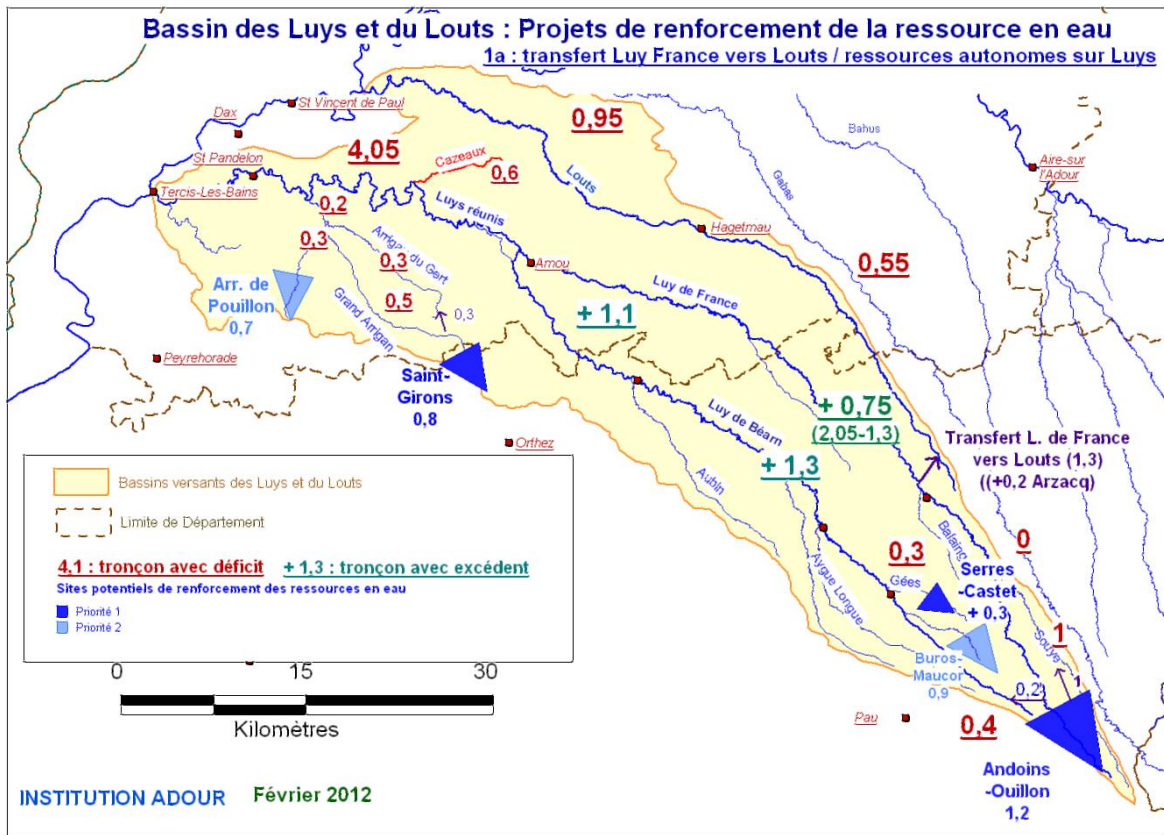 Bassin des Luys et du Louts : Projets de renforcement de la ressource en eau
1a : transfert Luy France vers Louts / ressources autonomes sur Luys
St Vincent de Paul
Dax
0,95
Bahus
4,05
St Pandelon
Cazeaux
Aire-sur
l'Adour
Gabas
0,6
Louts
Tercis-Les-Bains
0,2
Luys réunis
Hagetmau
0,3
Arrigan du Gert
0,3
Amou
0,55
Arr. de
Pouillon
0,7
Luy de France
0,5
Grand Arrigan
0,3
+ 1,1
Peyrehorade
Saint-
Girons
0,8
Luy de Béarn
+ 0,75
(2,05-1,3)
Transfert L. de France
vers Louts (1,3)
((+0,2 Arzacq)
Orthez
+ 1,3
Aubin
Bassins versants des Luys et du Louts
Limite de Département
Balaing
0
0,3
Serres
-Castet
+ 0,3
Aygue Longue
Gées
4,1 : tronçon avec déficit
+ 1,3 : tronçon avec excédent
Sites potentiels de renforcement des ressources en eau
Priorité 1
Priorité 2
Souye
1
Buros-
Maucor
0,9
0,2
1
0
15
30
Kilomètres
Pau
0,4
Andoins
-Ouillon
1,2
INSTITUTION ADOUR
Février 2012